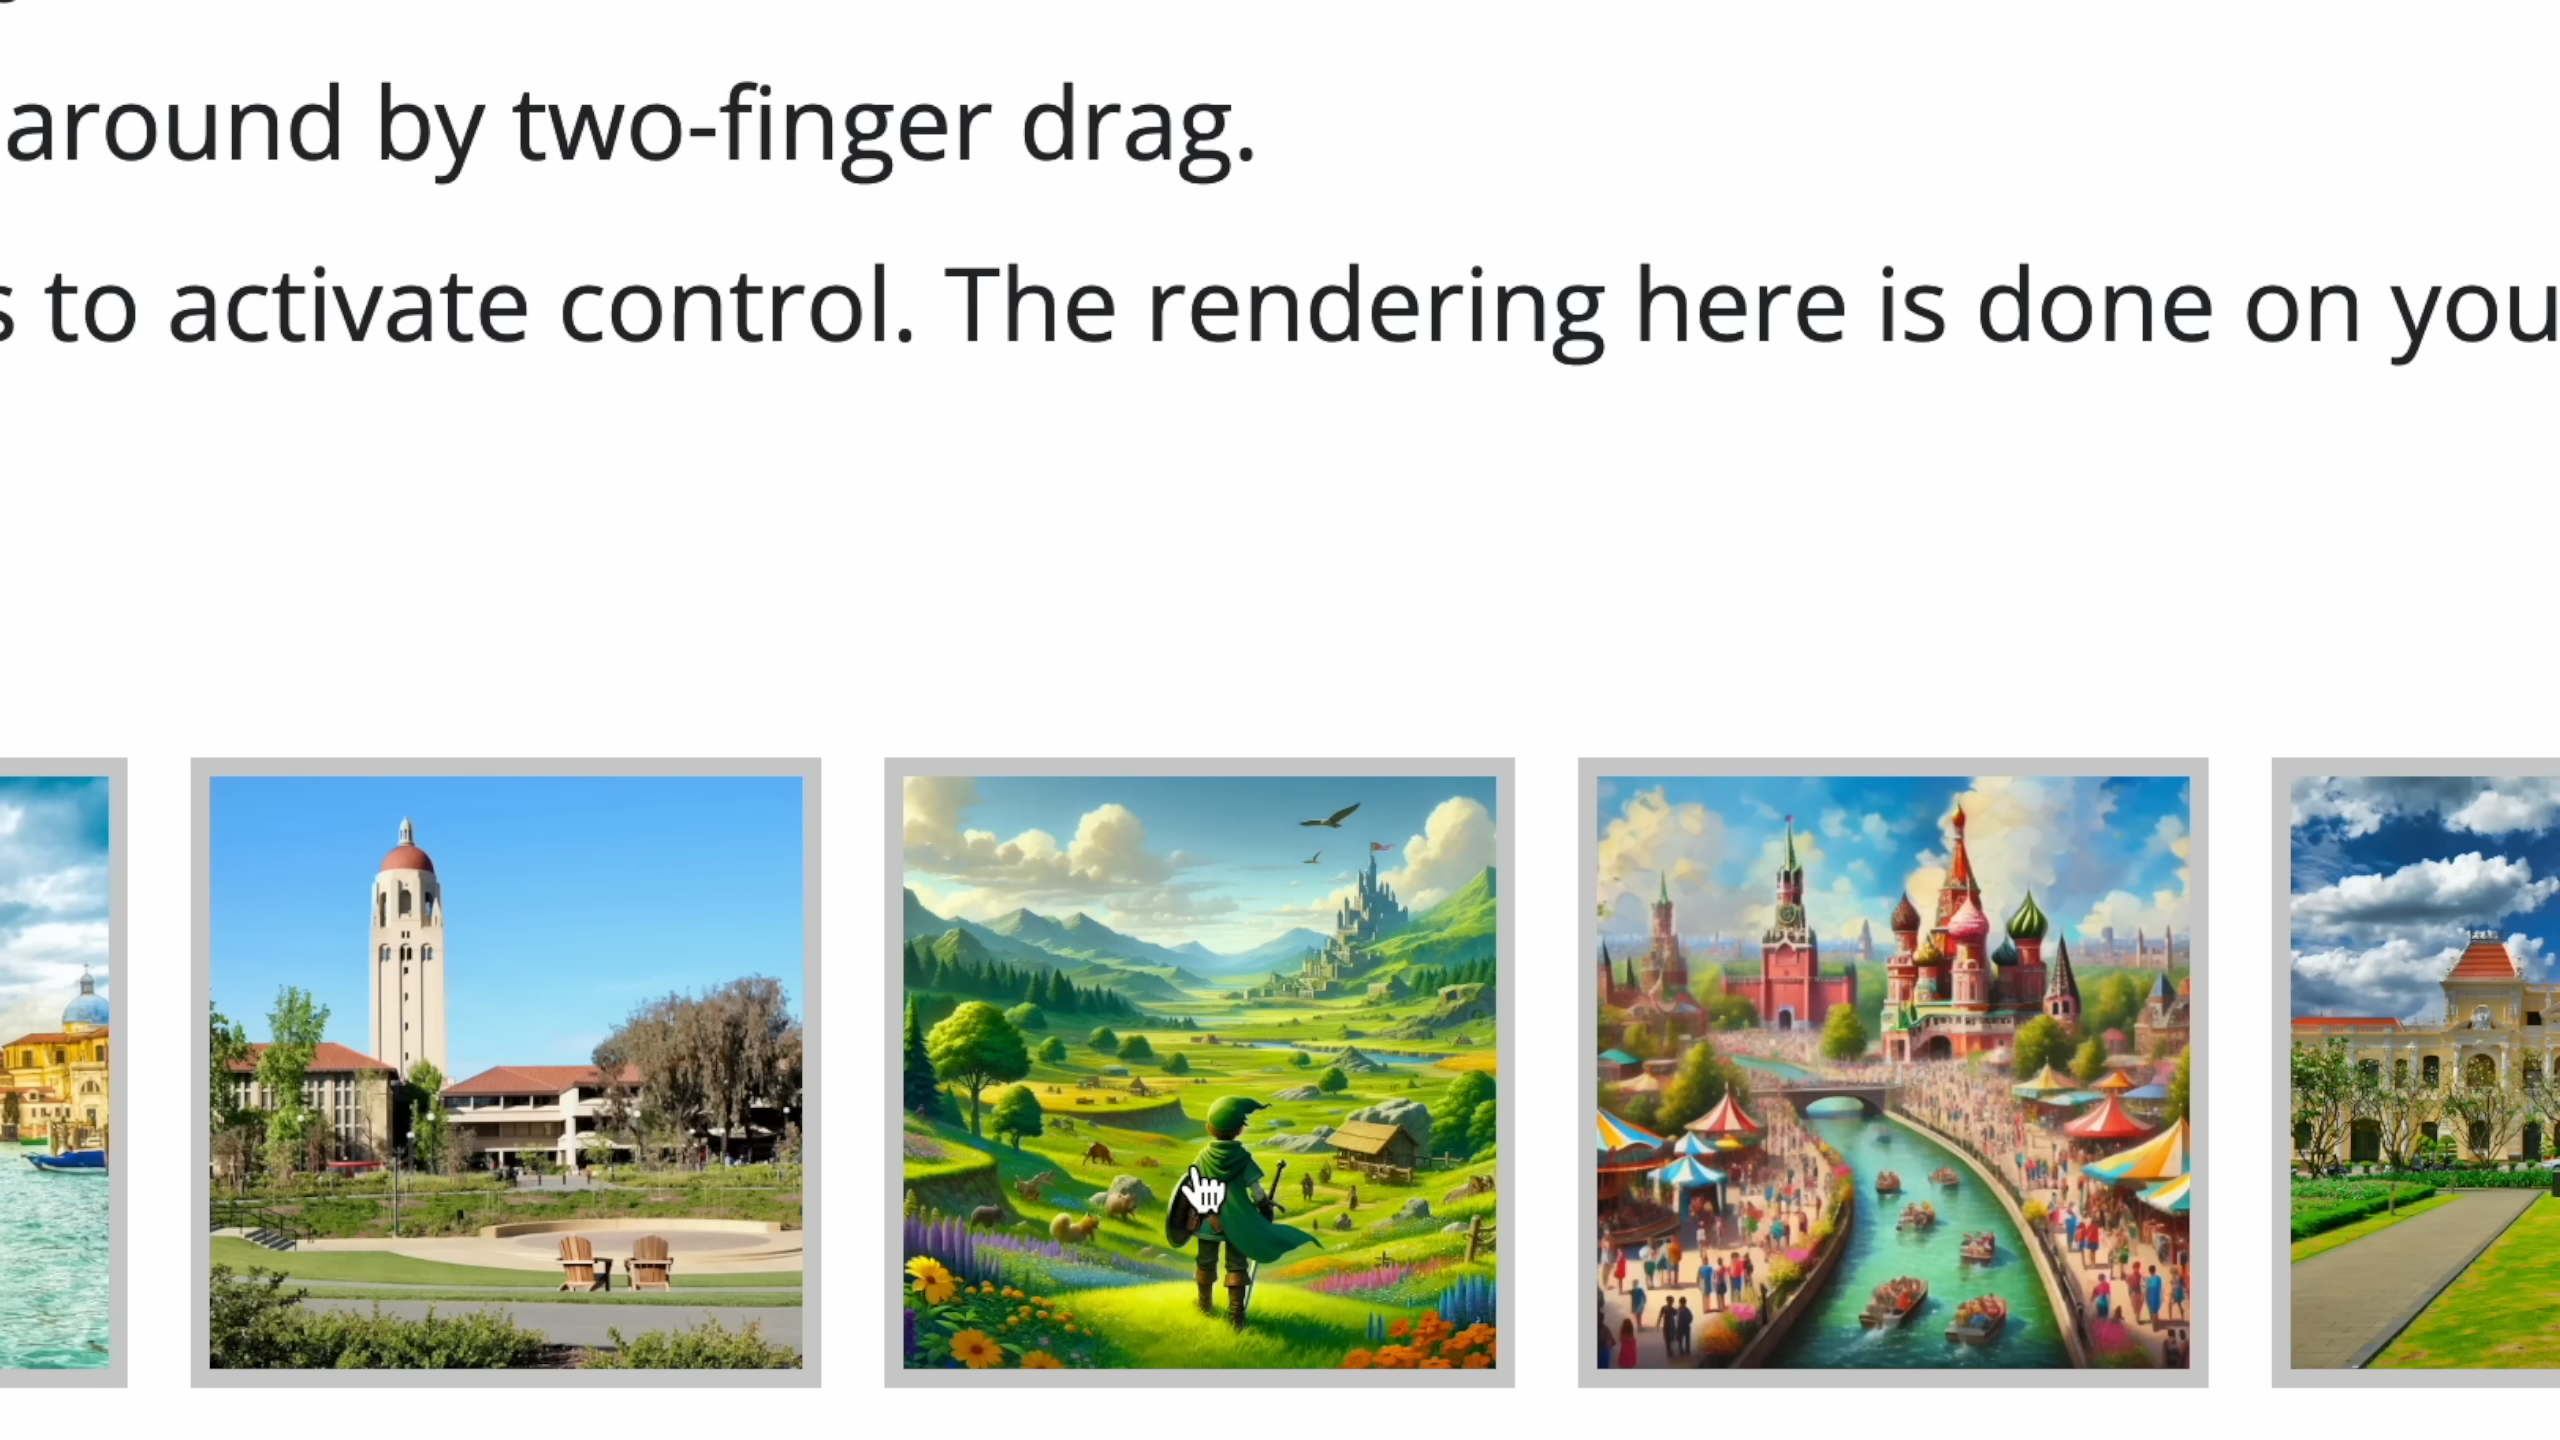 around by two-finger drag.
s to activate control. The rendering here is done on you